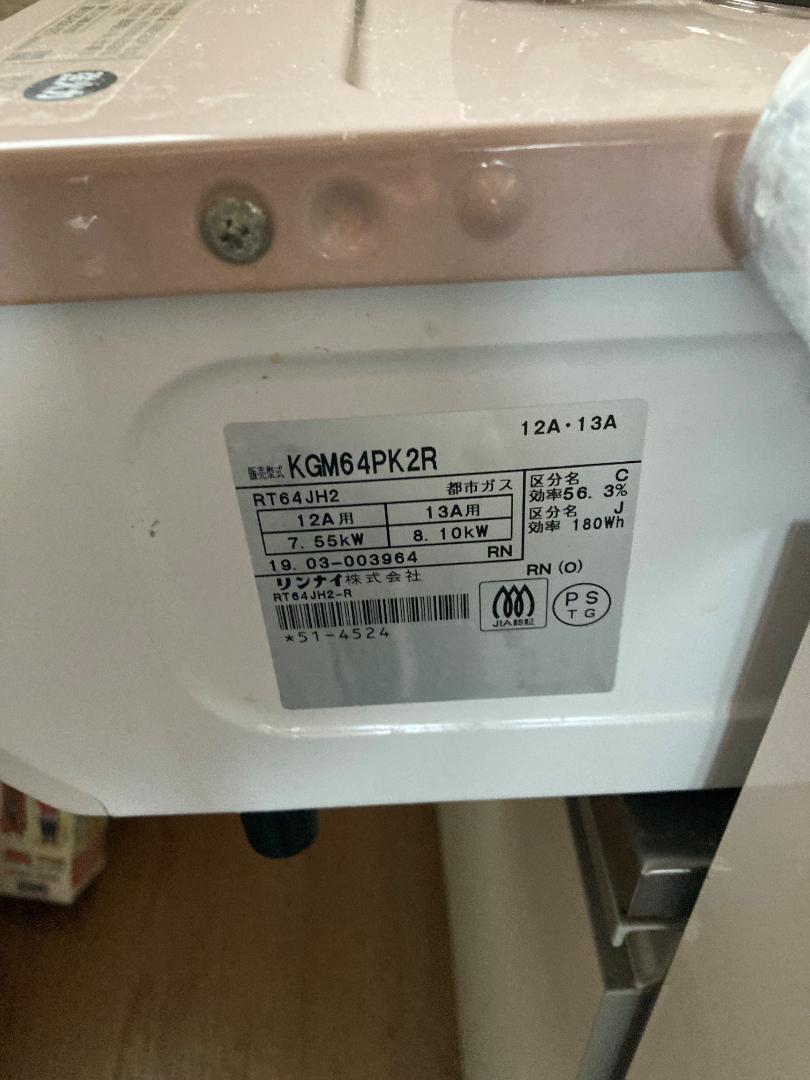 12A・13A
販売型式 KGM64PK2R
RT64JH2 都市ガス
12A用 13A用
7.55kW 8.10kW
19.03-003964 RN
区分名 C
効率56.3%
区分名 J
効率 180Wh
リンナイ株式会社
RN (O)
RT64JH2-R
*51-4524
JIA認証
PS
TG